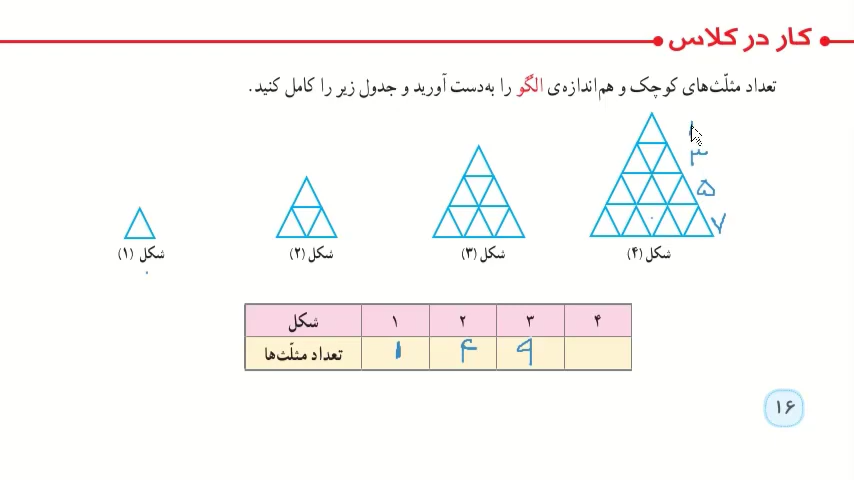 کار در کلاس
تعداد مثلّث‌های کوچک و هم‌اندازه‌ی الگو را به‌دست آورید و جدول زیر را کامل کنید.
۱
۳
۵
۷
شکل (۱) شکل (۲) شکل (۳) شکل (۴)
شکل ۱ ۲ ۳ ۴
تعداد مثلّث‌ها ۱ ۴ ۹
۱۶